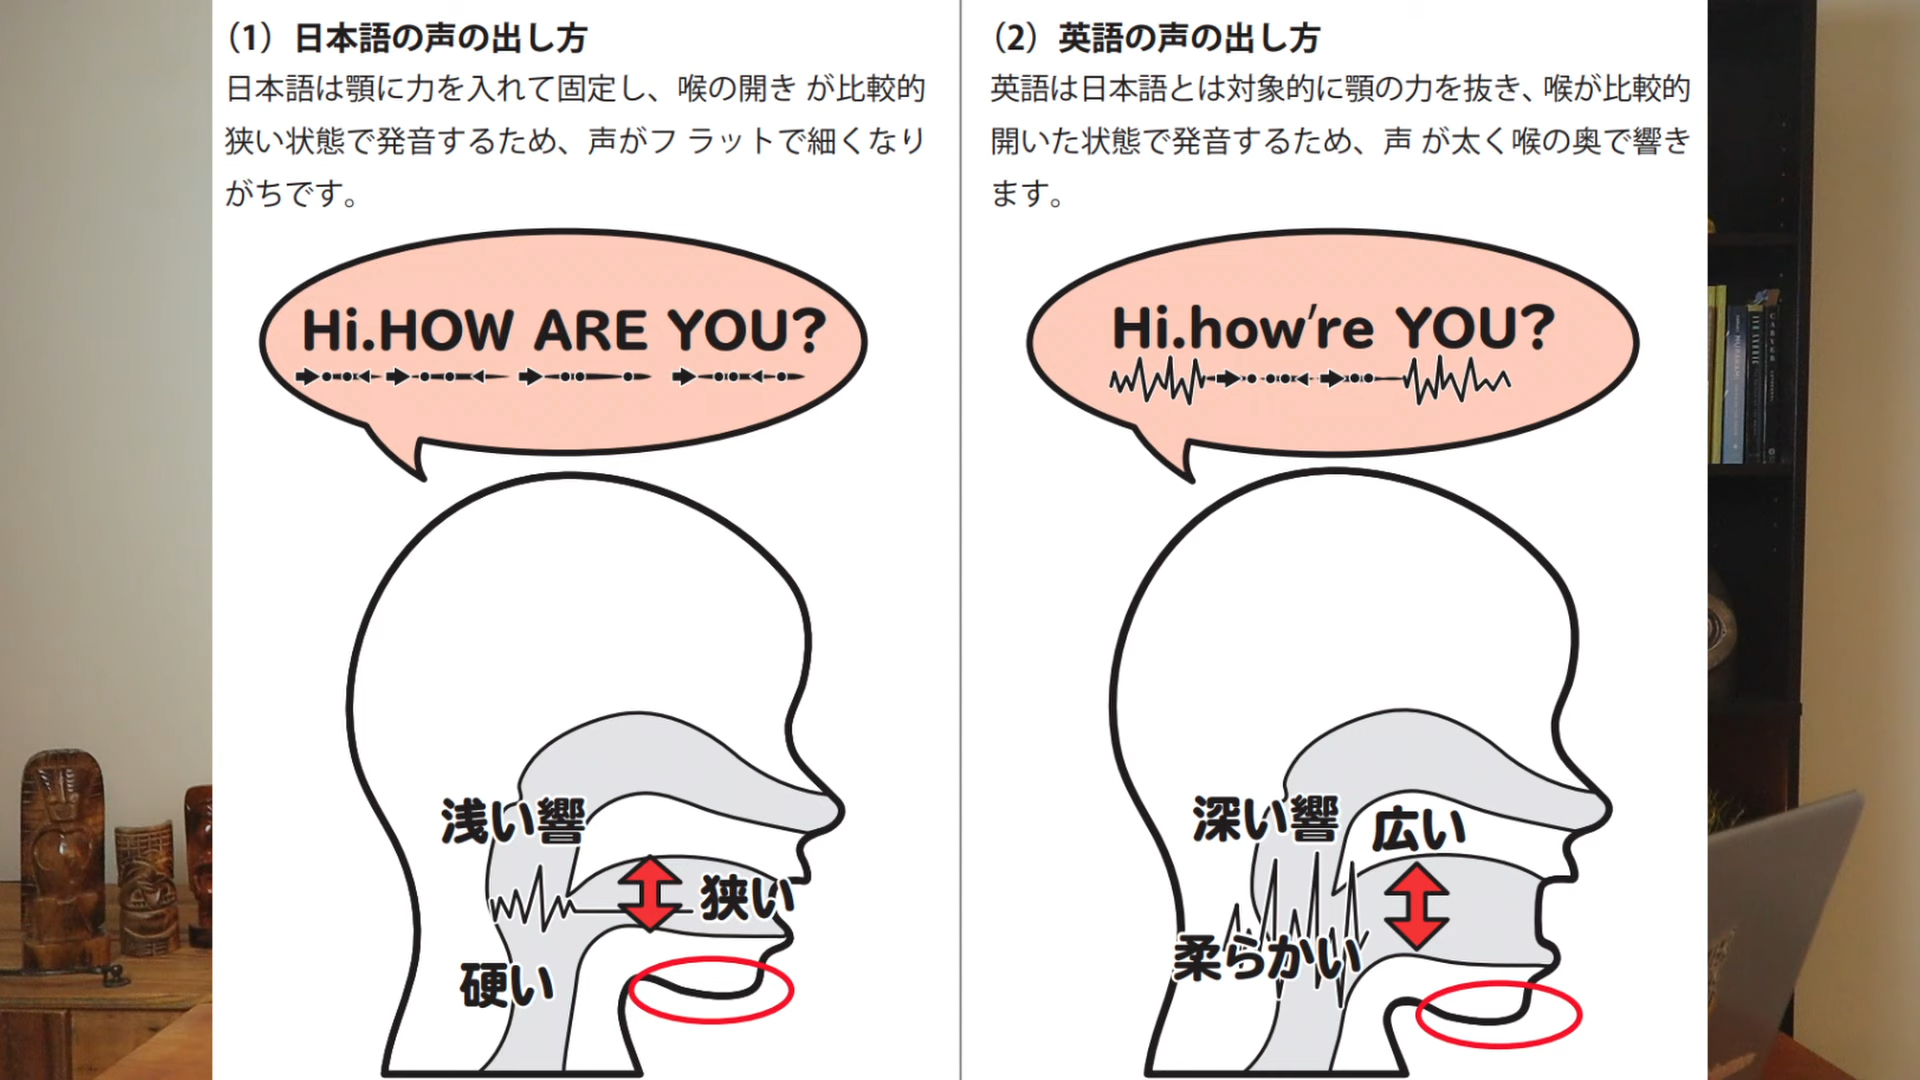 (1) 日本語の声の出し方
日本語は顎に力を入れて固定し、喉の開き が比較的
狭い状態で発音するため、声がフ ラットで細くなり
がちです。
Hi.HOW ARE YOU?
浅い響
狭い
硬い
(2) 英語の声の出し方
英語は日本語とは対象的に顎の力を抜き、喉が比較的
開いた状態で発音するため、声 が太く喉の奥で響き
ます。
Hi.how're YOU?
深い響
広い
柔らかい